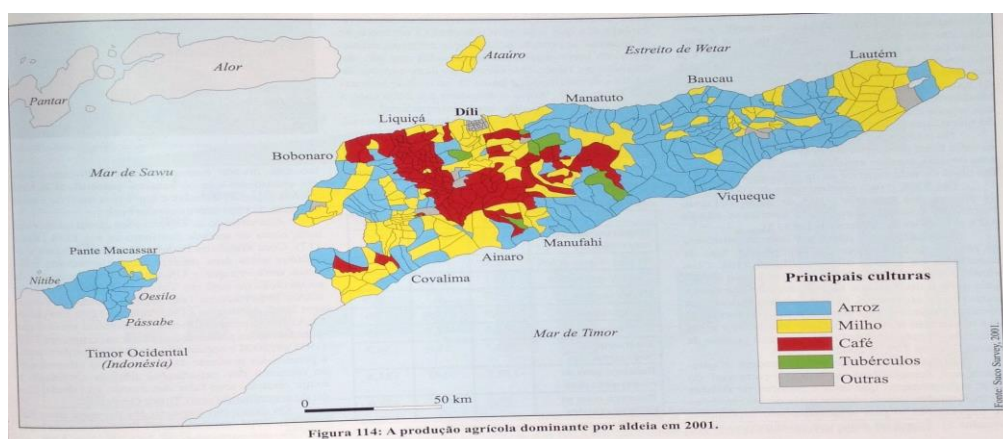 Estreito de Wetar
Lautém
Ataúro
Alor
Baucau
Pantar
Díli
Manatuto
Liquiçá
Bobonaro
Mar de Sawu
Viqueque
Pante Macassar
Manufahi
Ainaro
Nítibe
Covalima
Oesilo
Pássabe
Mar de Timor
Timor Ocidental
(Indonésia)
Principais culturas
Arroz
Milho
Café
Tubérculos
Outras
0 50 km
Fonte: Suco Survey, 2001.
Figura 114: A produção agrícola dominante por aldeia em 2001.